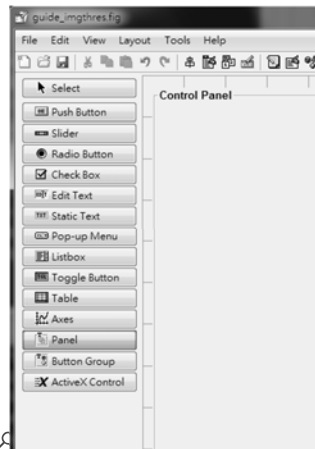 guide_imgthres.fig
File Edit View Layout Tools Help
Select
Control Panel
Push Button
Slider
Radio Button
Check Box
Edit Text
Static Text
Pop-up Menu
Listbox
Toggle Button
Table
Axes
Panel
Button Group
ActiveX Control